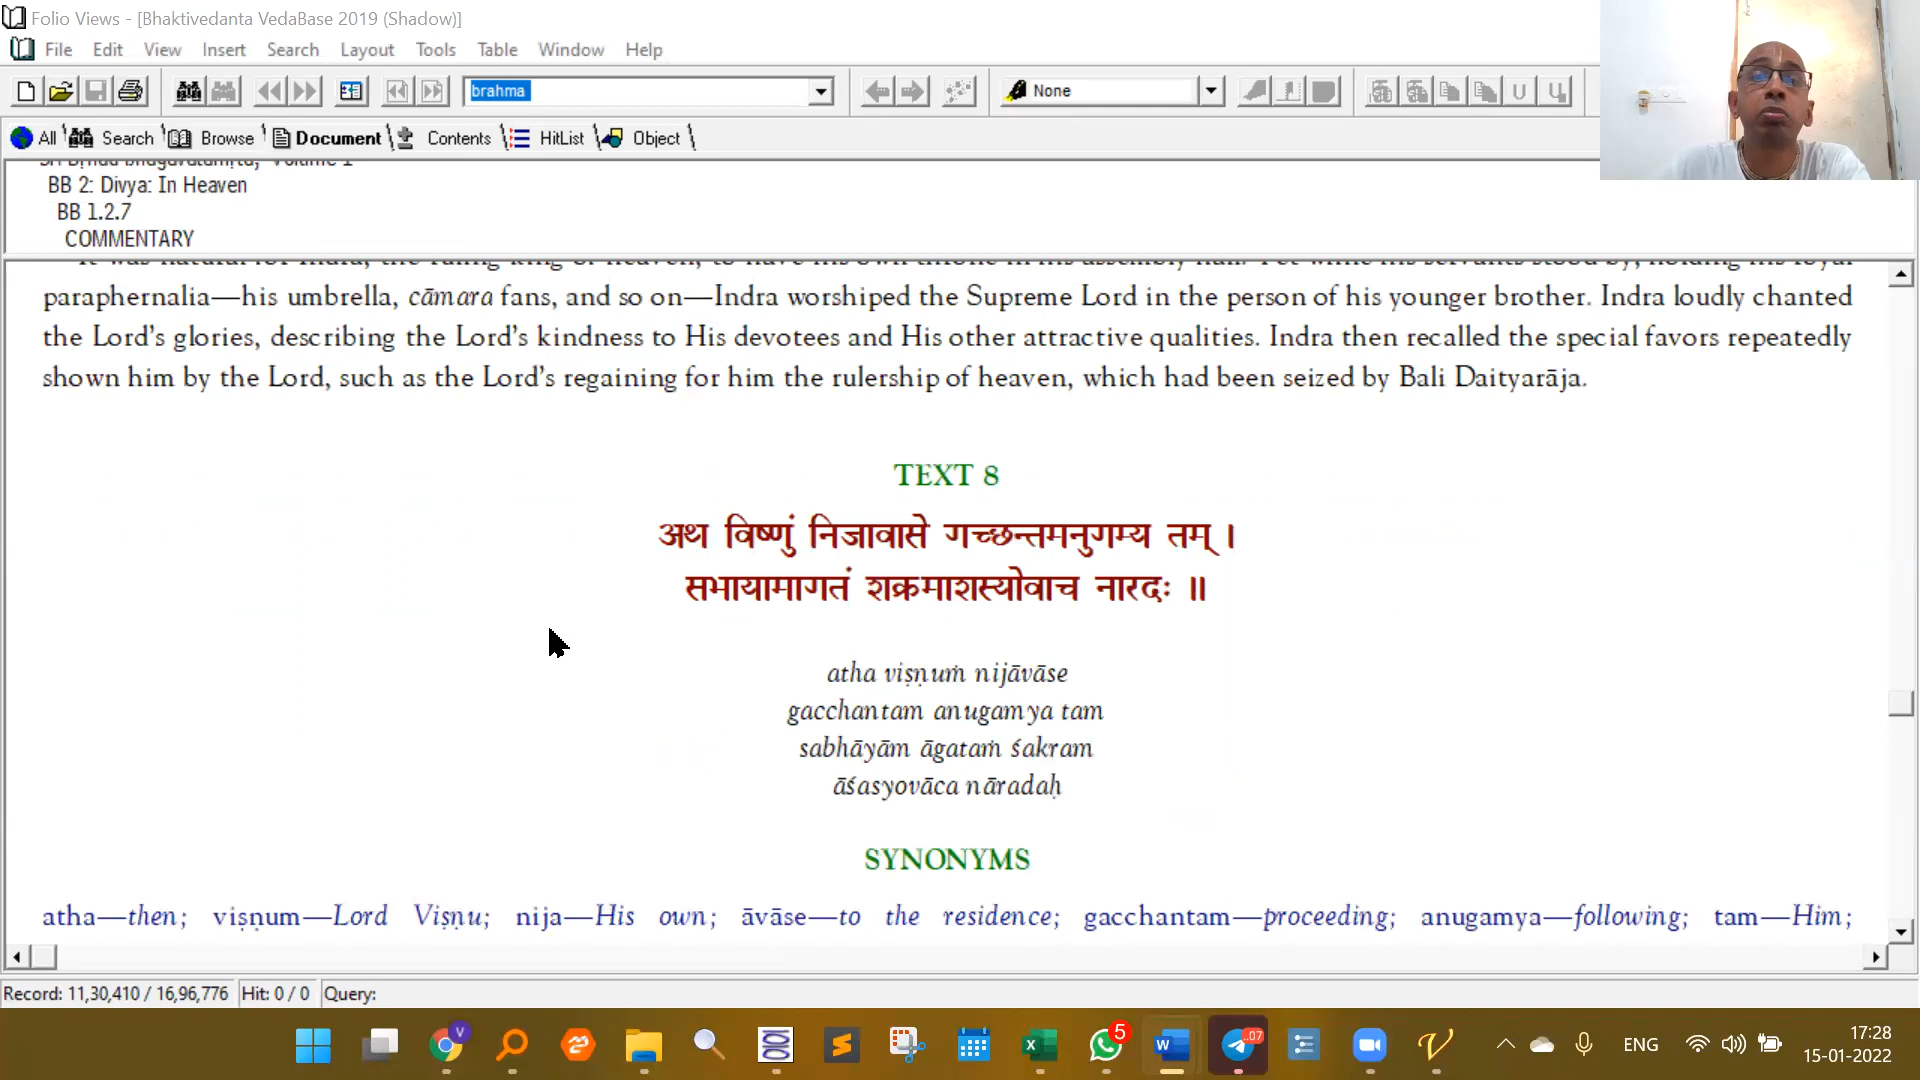 Folio Views - [Bhaktivedanta VedaBase 2019 (Shadow)]
File Edit View Insert Search Layout Tools Table Window Help
brahma
None
All Search Browse Document Contents HitList Object
BB 2: Divya: In Heaven
BB 1.2.7
COMMENTARY
paraphernalia—his umbrella, cāmara fans, and so on—Indra worshiped the Supreme Lord in the person of his younger brother. Indra loudly chanted
the Lord's glories, describing the Lord's kindness to His devotees and His other attractive qualities. Indra then recalled the special favors repeatedly
shown him by the Lord, such as the Lord's regaining for him the rulership of heaven, which had been seized by Bali Daityarāja.
TEXT 8
अथ विष्णुं निजावासे गच्छन्तमनुगम्य तम् ।
सभायामागतं शक्रमाशस्योवाच नारदः ॥
atha viṣṇuṁ nijāvāse
gacchantam anugamya tam
sabhāyām āgataṁ śakram
āśasyovāca nāradaḥ
SYNONYMS
atha—then; viṣṇum—Lord Viṣṇu; nija—His own; āvāse—to the residence; gacchantam—proceeding; anugamya—following; tam—Him;
Record: 11,30,410 / 16,96,776 Hit: 0 / 0 Query:
V
5
.07
ENG
17:28
15-01-2022